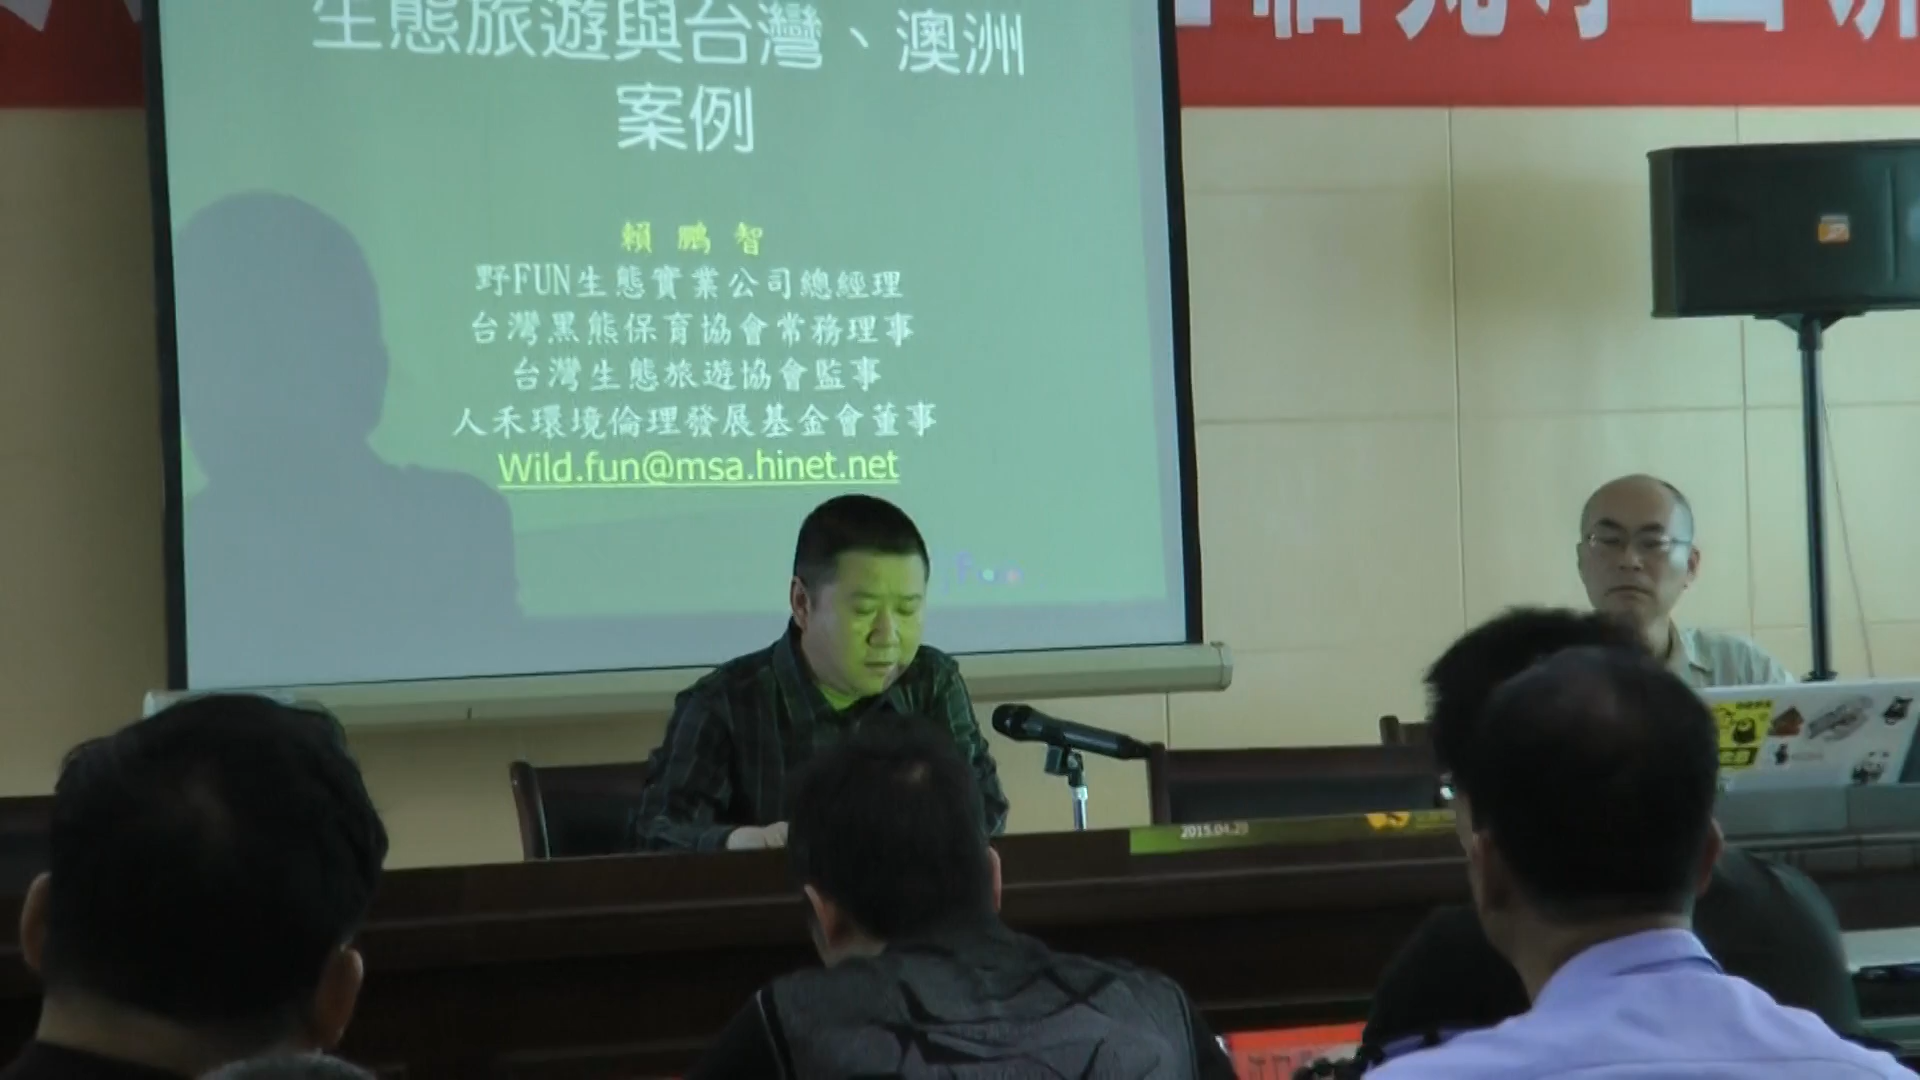 生態旅遊與台灣、澳洲
案例
賴鵬智
野FUN生態實業公司總經理
台灣黑熊保育協會常務理事
台灣生態旅遊協會監事
人禾環境倫理發展基金會董事
Wild.fun@msa.hinet.net
2015.04.29